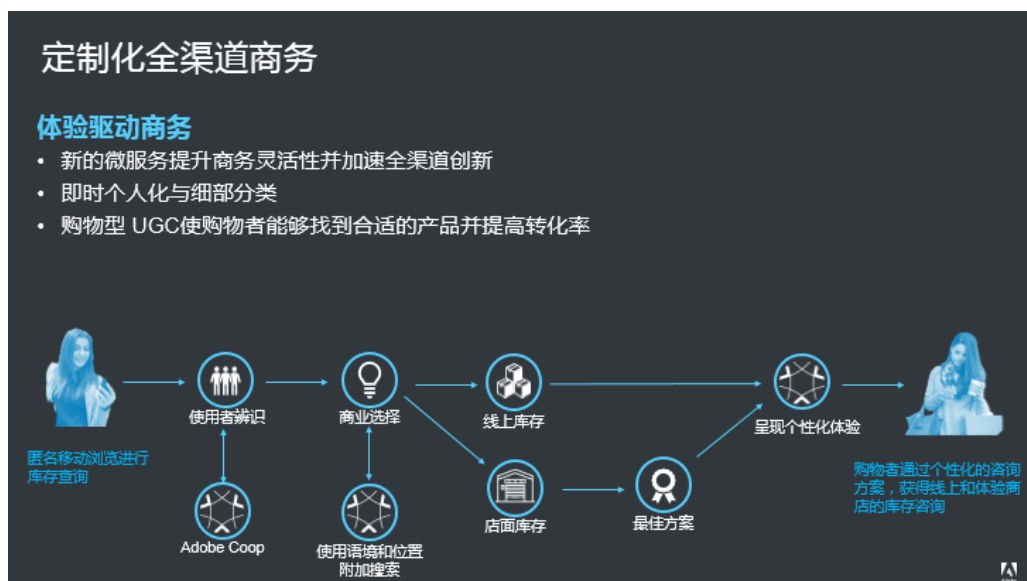 定制化全渠道商务
体验驱动商务
• 新的微服务提升商务灵活性并加速全渠道创新
• 即时个人化与细部分类
• 购物型 UGC使购物者能够找到合适的产品并提高转化率
使用者辨识
商业选择
线上库存
呈现个性化体验
匿名移动浏览进行
库存查询
购物者通过个性化的咨询
方案，获得线上和体验商
店的库存咨询
Adobe Coop
使用语境和位置
附加搜索
店面库存
最佳方案